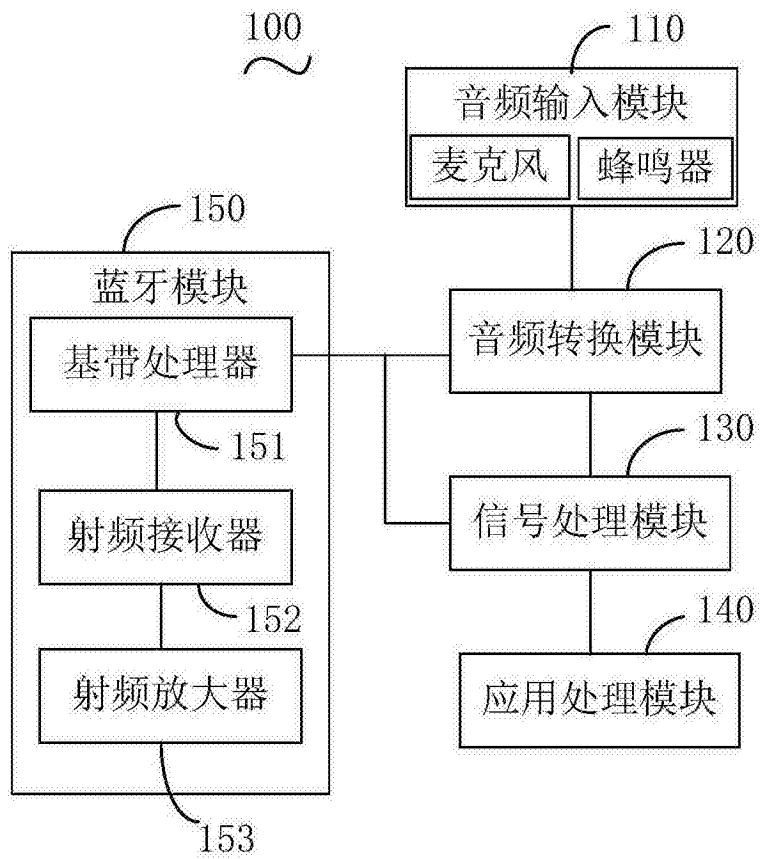 100
110
音频输入模块
麦克风 蜂鸣器
150
120
蓝牙模块
基带处理器
音频转换模块
151
130
射频接收器
信号处理模块
152
140
射频放大器
应用处理模块
153